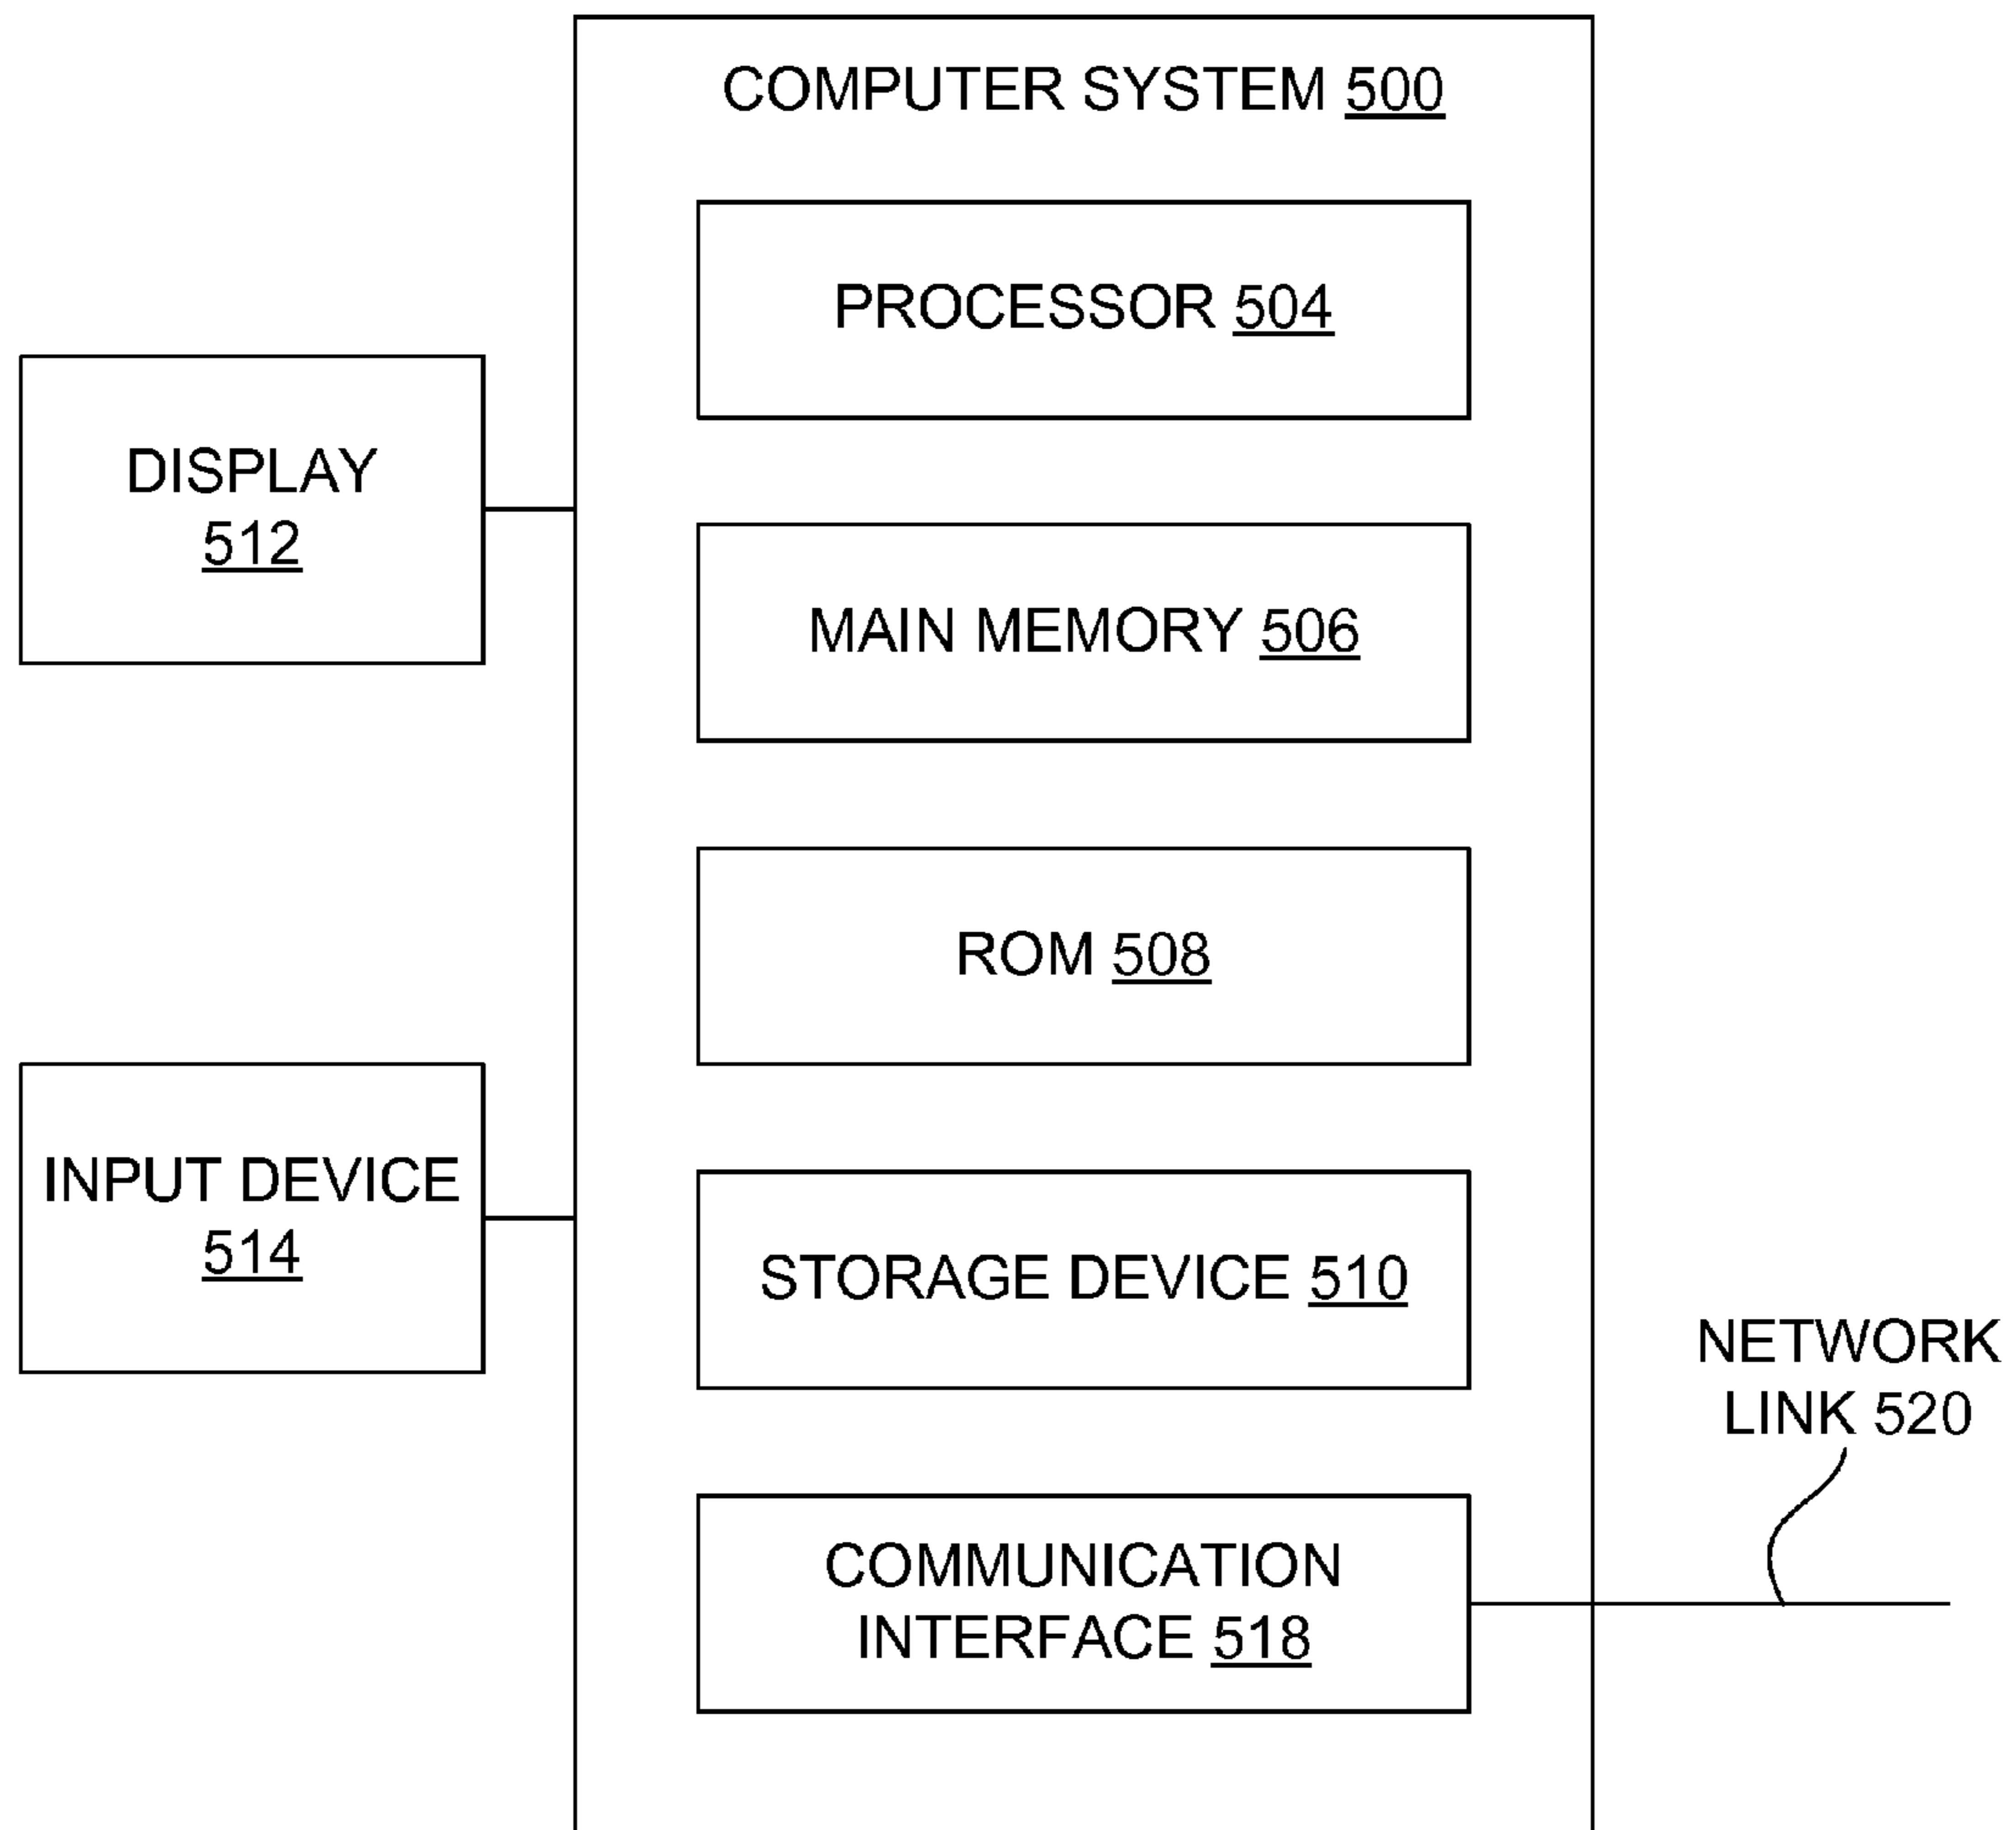 COMPUTER SYSTEM 500
PROCESSOR 504
DISPLAY
512
MAIN MEMORY 506
ROM 508
INPUT DEVICE
514
STORAGE DEVICE 510
NETWORK
LINK 520
COMMUNICATION
INTERFACE 518